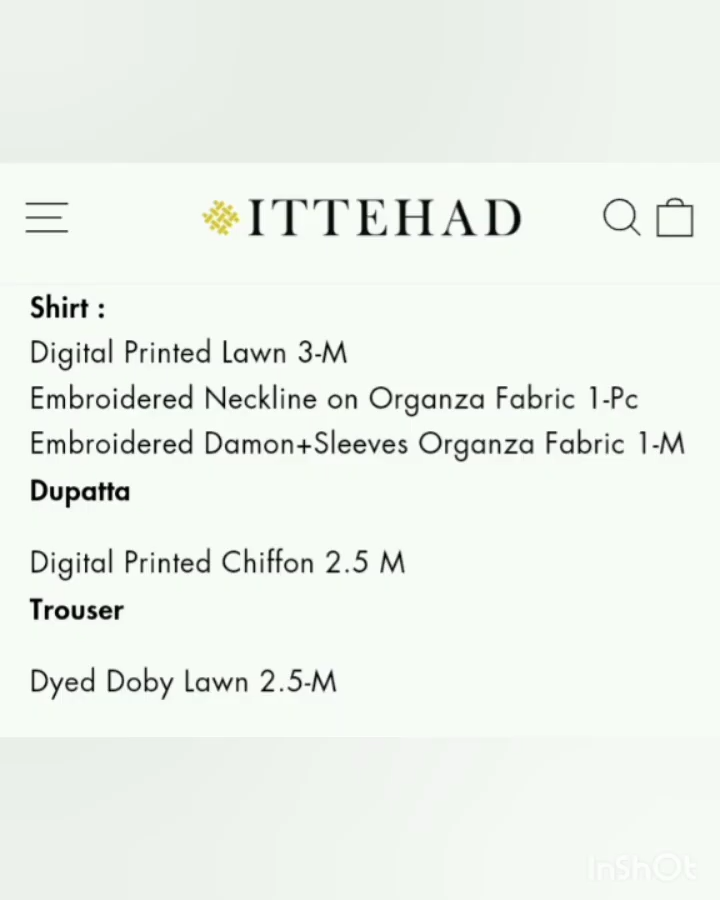 ITTEHAD
Shirt :
Digital Printed Lawn 3-M
Embroidered Neckline on Organza Fabric 1-Pc
Embroidered Damon+Sleeves Organza Fabric 1-M
Dupatta
Digital Printed Chiffon 2.5 M
Trouser
Dyed Doby Lawn 2.5-M
InShOt